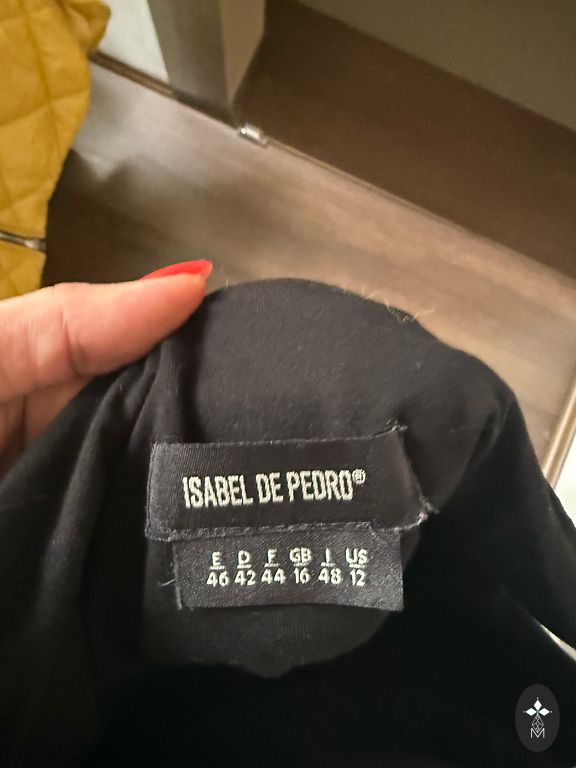 ISABEL DE PEDRO®
E D F GB I US
46 42 44 16 48 12
M